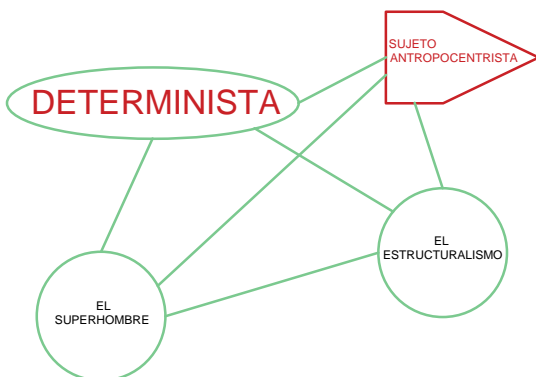 SUJETO
ANTROPOCENTRISTA
DETERMINISTA
EL
ESTRUCTURALISMO
EL
SUPERHOMBRE